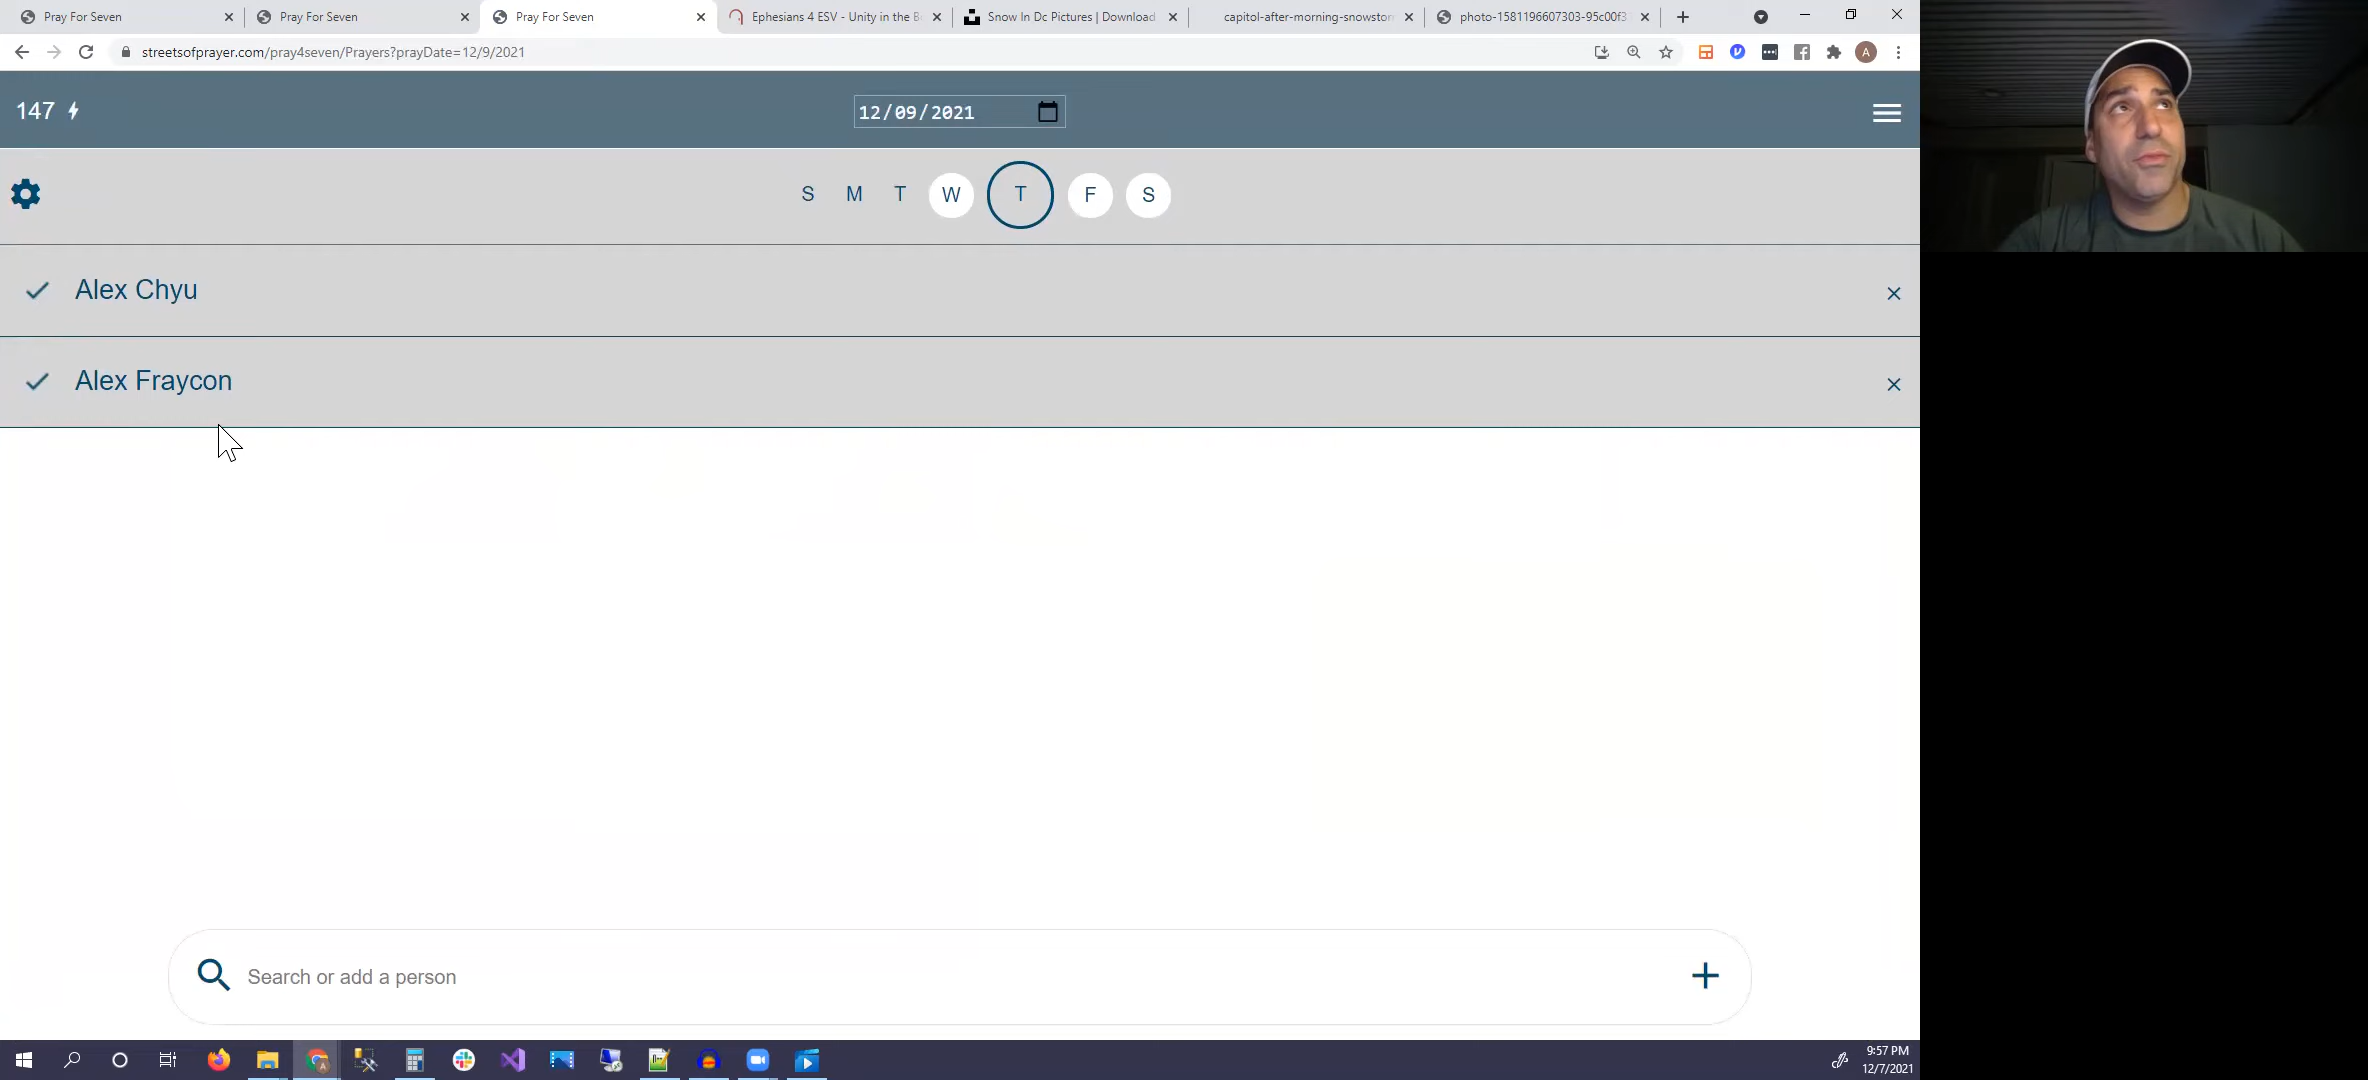 Pray For Seven
Pray For Seven
Pray For Seven
Ephesians 4 ESV - Unity in the B
Snow In Dc Pictures | Download
capitol-after-morning-snowstor
photo-1581196607303-95c00f3
streetsofprayer.com/pray4seven/Prayers?prayDate=12/9/2021
A
147
12/09/2021
S M T W T F S
Alex Chyu
Alex Fraycon
Search or add a person
9:57 PM
12/7/2021